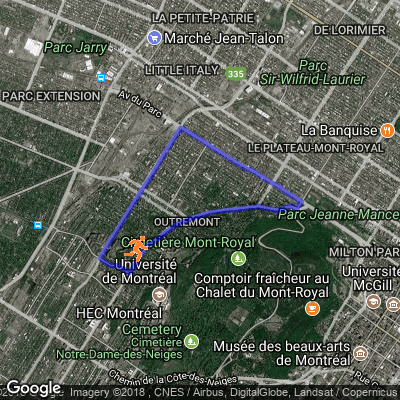 LA PETITE-PATRIE
DE LORIMIER
Parc Jarry
Marché Jean-Talon
LITTLE ITALY
335
Parc
Sir-Wilfrid-Laurier
PARC EXTENSION
Av du Parc
La Banquise
LE PLATEAU-MONT-ROYAL
Parc Jeanne-Mance
OUTREMONT
Cimetière Mont-Royal
MILTON PAR
Université
de Montréal
Comptoir fraîcheur au
Chalet du Mont-Royal
Université
McGill
HEC Montréal
Cemetery
Cimetière
Notre-Dame-des-Neiges
Musée des beaux-arts
de Montréal
Chemin de la Côte-des-Neiges
Google
Imagery ©2018 , CNES / Airbus, DigitalGlobe, Landsat / Copernicus